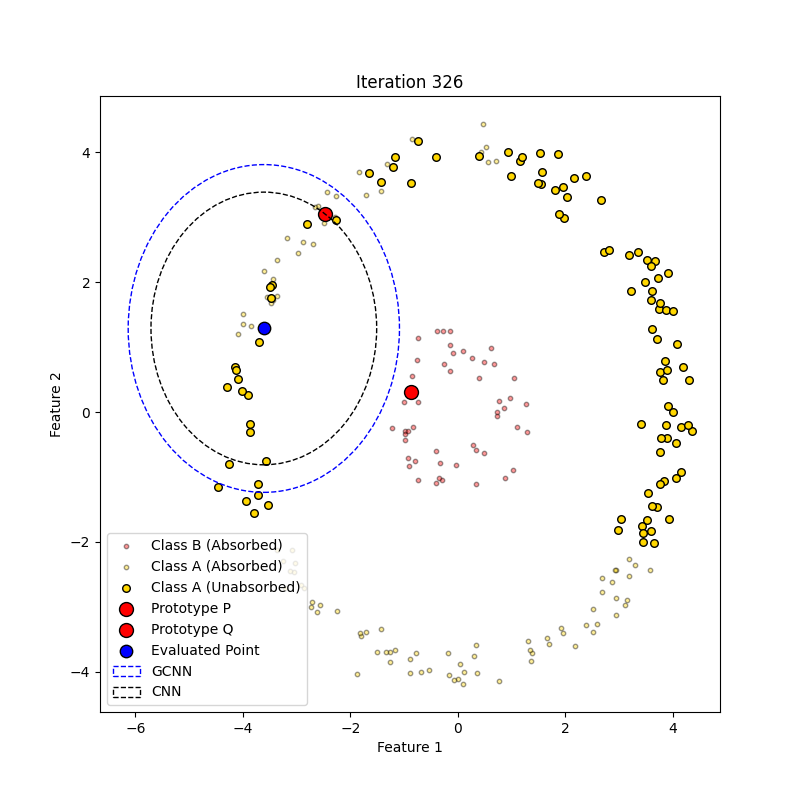 Iteration 326
Feature 2
4
2
0
−2
−4
Class B (Absorbed)
Class A (Absorbed)
Class A (Unabsorbed)
Prototype P
Prototype Q
Evaluated Point
GCNN
CNN
−6 −4 −2 0 2 4
Feature 1